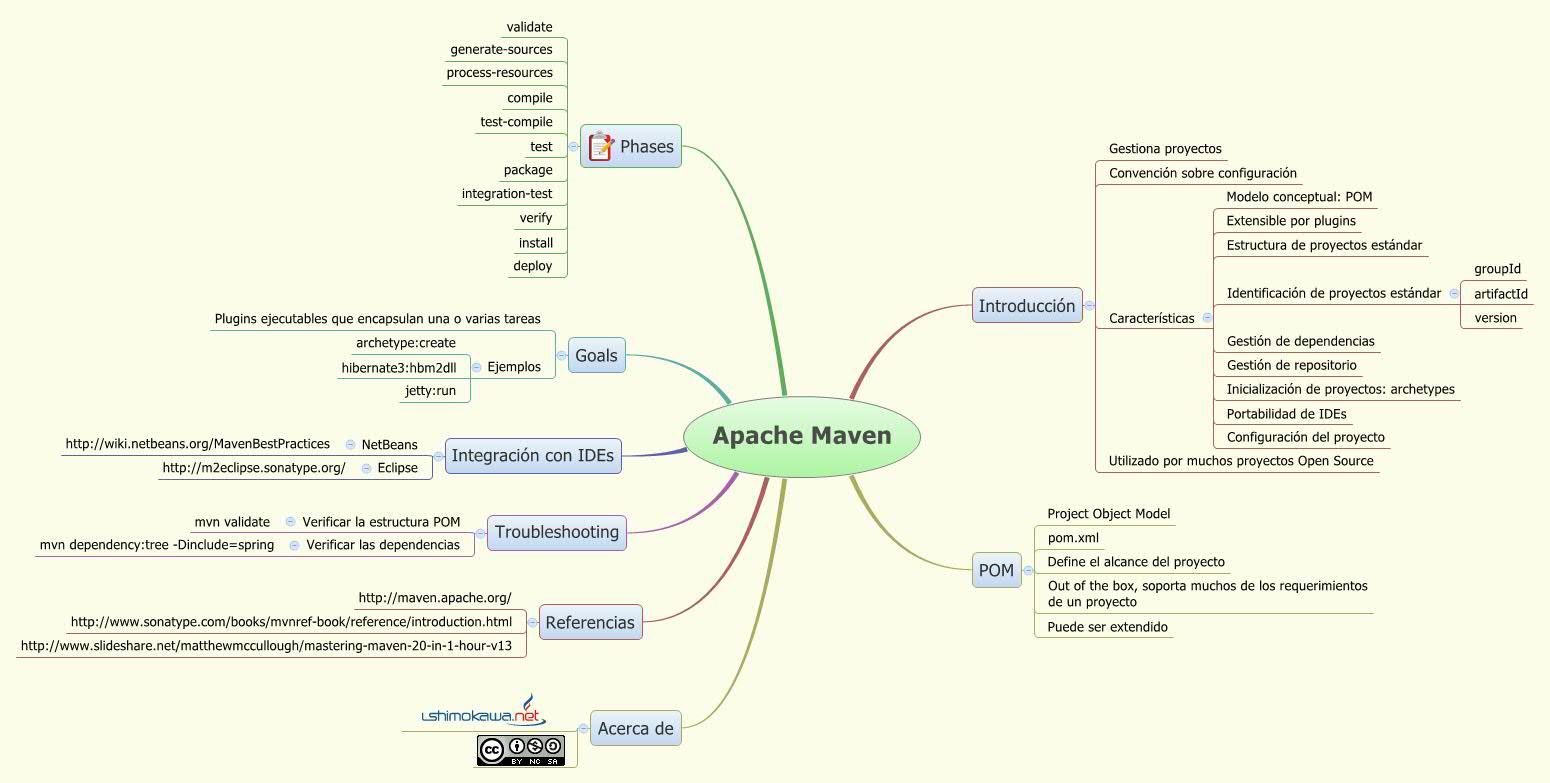 Apache Maven
Phases
validate
generate-sources
process-resources
compile
test-compile
test
package
integration-test
verify
install
deploy
Goals
Plugins ejecutables que encapsulan una o varias tareas
Ejemplos
archetype:create
hibernate3:hbm2dll
jetty:run
Integración con IDEs
NetBeans
http://wiki.netbeans.org/MavenBestPractices
Eclipse
http://m2eclipse.sonatype.org/
Troubleshooting
Verificar la estructura POM
mvn validate
Verificar las dependencias
mvn dependency:tree -Dinclude=spring
Referencias
http://maven.apache.org/
http://www.sonatype.com/books/mvnref-book/reference/introduction.html
http://www.slideshare.net/matthewmccullough/mastering-maven-20-in-1-hour-v13
Acerca de
ushimokawa.net
cc
BY NC SA
Introducción
Gestiona proyectos
Convención sobre configuración
Características
Modelo conceptual: POM
Extensible por plugins
Estructura de proyectos estándar
Identificación de proyectos estándar
groupId
artifactId
version
Gestión de dependencias
Gestión de repositorio
Inicialización de proyectos: archetypes
Portabilidad de IDEs
Configuración del proyecto
Utilizado por muchos proyectos Open Source
POM
Project Object Model
pom.xml
Define el alcance del proyecto
Out of the box, soporta muchos de los requerimientos
de un proyecto
Puede ser extendido